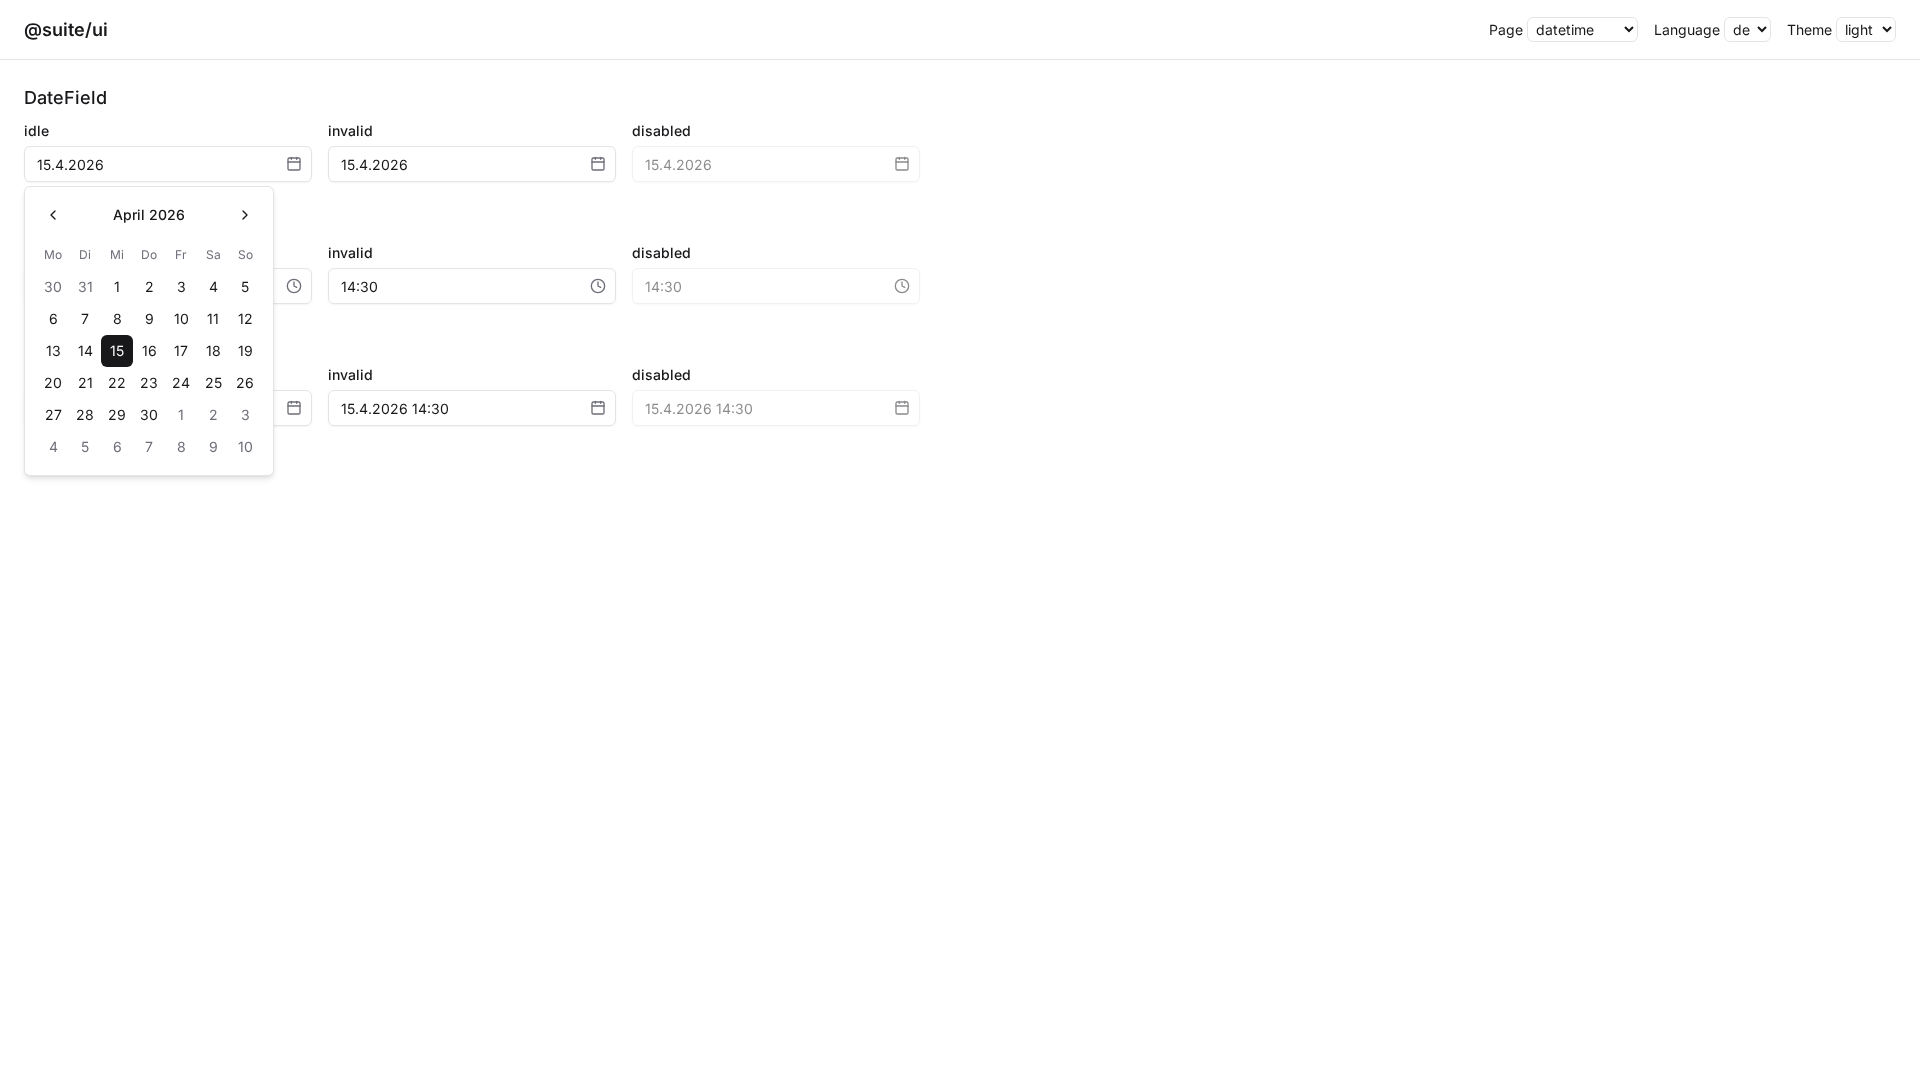 @suite/ui
Page datetime Language de Theme light
DateField
idle invalid disabled
15.4.2026 15.4.2026 15.4.2026
April 2026
Mo Di Mi Do Fr Sa So
30 31 1 2 3 4 5
6 7 8 9 10 11 12
13 14 15 16 17 18 19
20 21 22 23 24 25 26
27 28 29 30 1 2 3
4 5 6 7 8 9 10
invalid disabled
14:30 14:30
invalid disabled
15.4.2026 14:30 15.4.2026 14:30